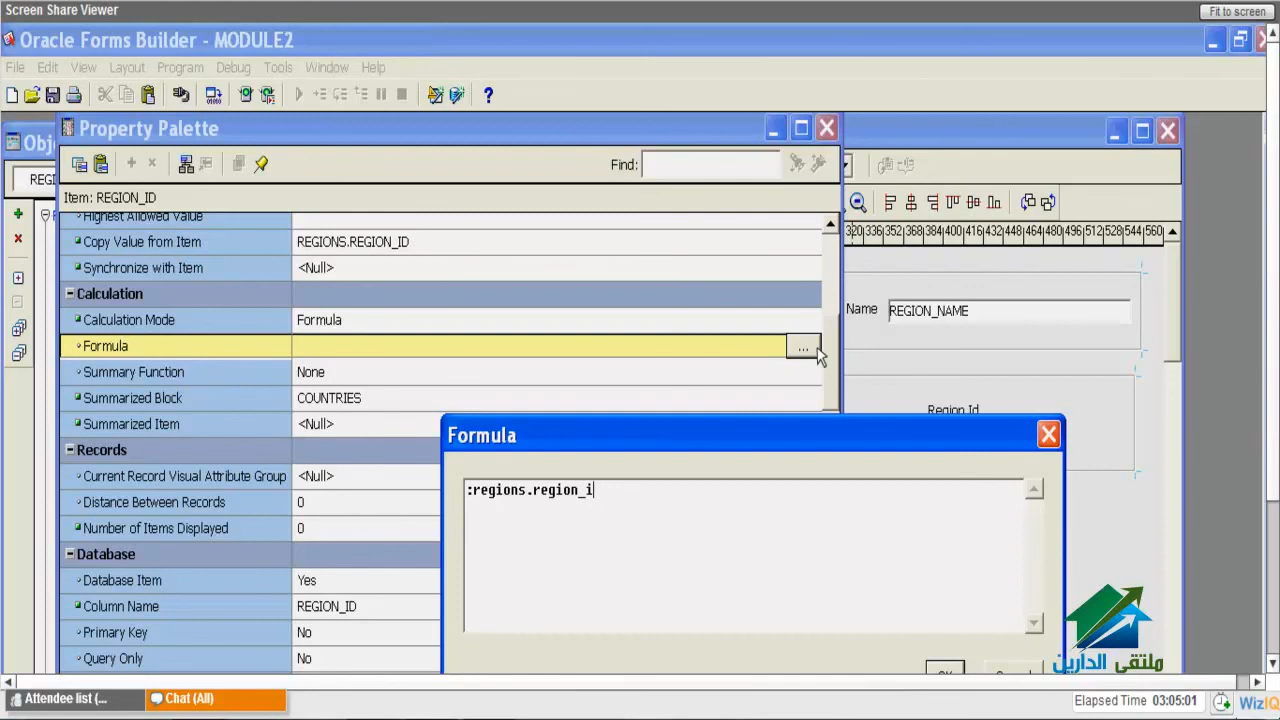 Screen Share Viewer
Fit to screen
Oracle Forms Builder - MODULE2
File Edit View Layout Program Debug Tools Window Help
Obj
Property Palette
REGI
Find:
Item: REGION_ID
Highest Allowed Value
Copy Value from Item REGIONS.REGION_ID
Synchronize with Item <Null>
Calculation
Calculation Mode Formula
Formula ...
Summary Function None
Summarized Block COUNTRIES
Summarized Item <Null>
Records
Current Record Visual Attribute Group <Null>
Distance Between Records 0
Number of Items Displayed 0
Database
Database Item Yes
Column Name REGION_ID
Primary Key No
Query Only No
320 336 352 368 384 400 416 432 448 464 480 496 512 528 544 560
Name REGION_NAME
Region Id
Formula
:regions.region_i
ملتقى الدارين
Attendee list (...
Chat (All)
Elapsed Time 03:05:01
WizIQ